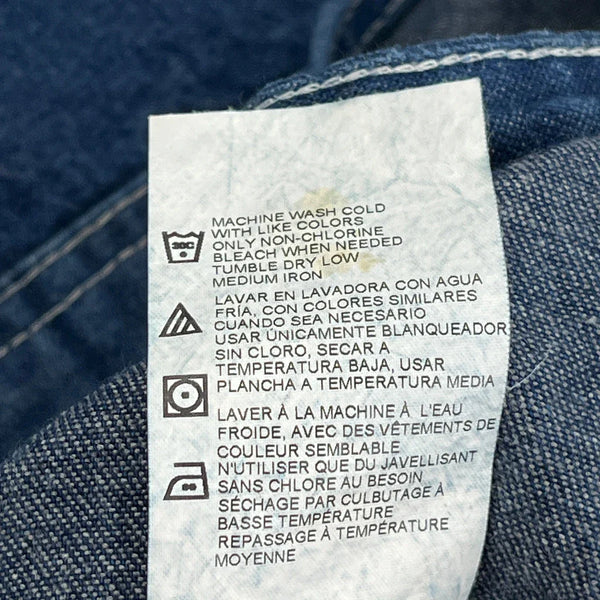 30C
MACHINE WASH COLD
WITH LIKE COLORS
ONLY NON-CHLORINE
BLEACH WHEN NEEDED
TUMBLE DRY LOW
MEDIUM IRON
LAVAR EN LAVADORA CON AGUA
FRÍA, CON COLORES SIMILARES
CUANDO SEA NECESARIO
USAR ÚNICAMENTE BLANQUEADOR
SIN CLORO, SECAR A
TEMPERATURA BAJA, USAR
PLANCHA A TEMPERATURA MEDIA
LAVER À LA MACHINE À L'EAU
FROIDE, AVEC DES VÊTEMENTS DE
COULEUR SEMBLABLE
N'UTILISER QUE DU JAVELLISANT
SANS CHLORE AU BESOIN
SÉCHAGE PAR CULBUTAGE À
BASSE TEMPÉRATURE
REPASSAGE À TEMPÉRATURE
MOYENNE